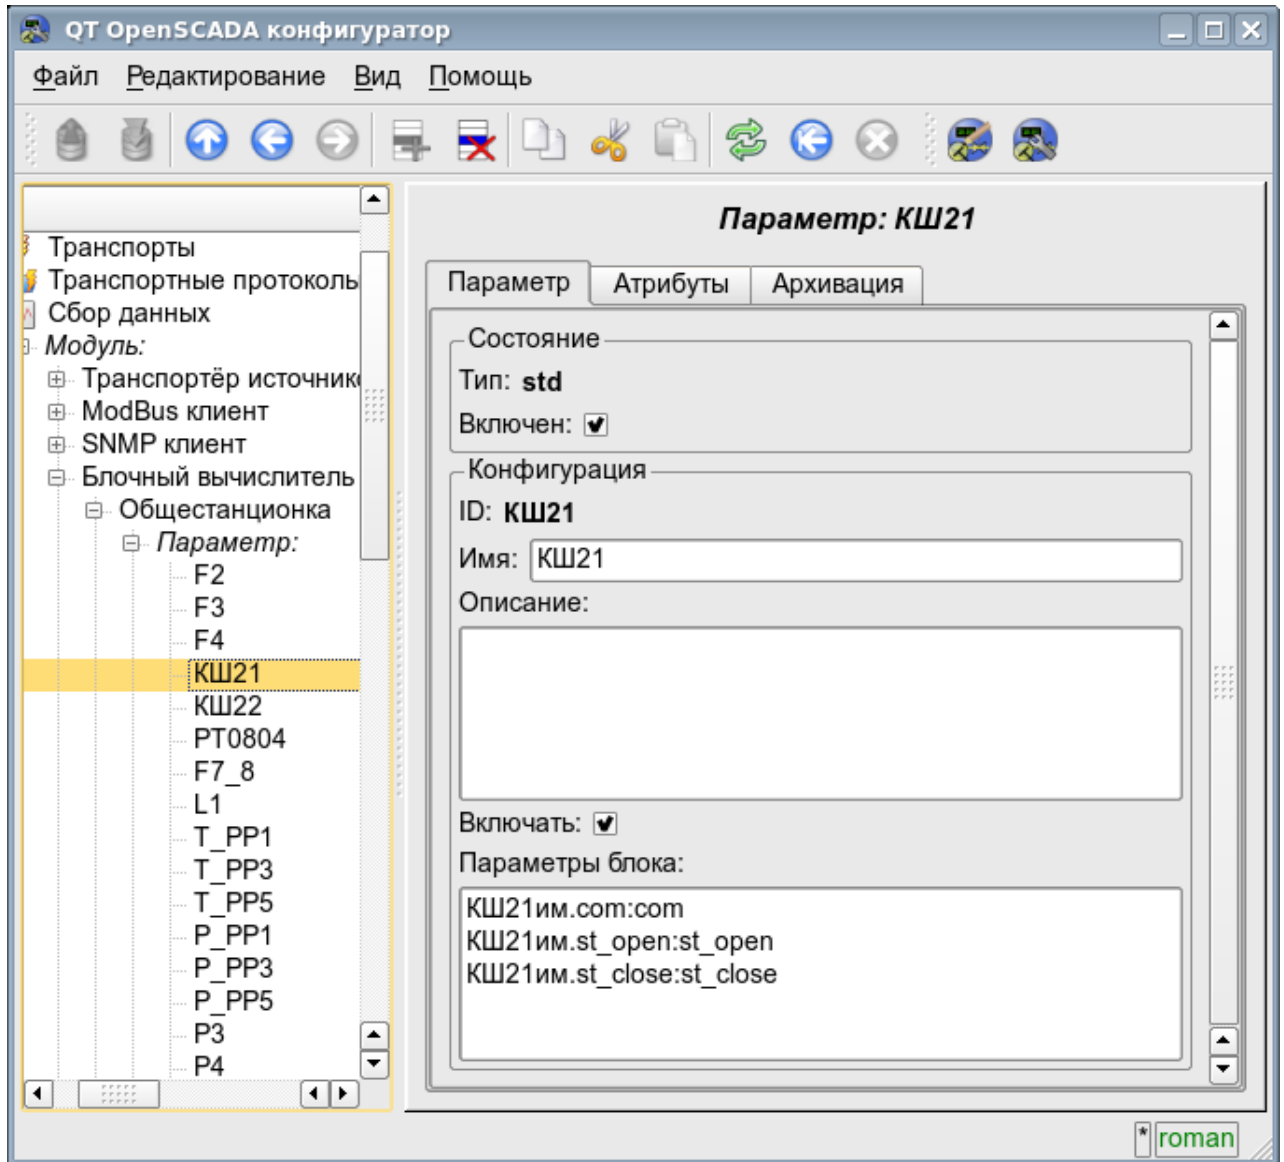 QT OpenSCADA конфигуратор
Файл Редактирование Вид Помощь
Транспорты
Транспортные протоколы
Сбор данных
Модуль:
Транспортёр источнико
ModBus клиент
SNMP клиент
Блочный вычислитель
Общестанционка
Параметр:
F2
F3
F4
КШ21
КШ22
PT0804
F7_8
L1
T_PP1
T_PP3
T_PP5
P_PP1
P_PP3
P_PP5
P3
P4
Параметр: КШ21
Параметр Атрибуты Архивация
Состояние
Тип: std
Включен:
Конфигурация
ID: КШ21
Имя: КШ21
Описание:
Включать:
Параметры блока:
КШ21им.com:com
КШ21им.st_open:st_open
КШ21им.st_close:st_close
* roman